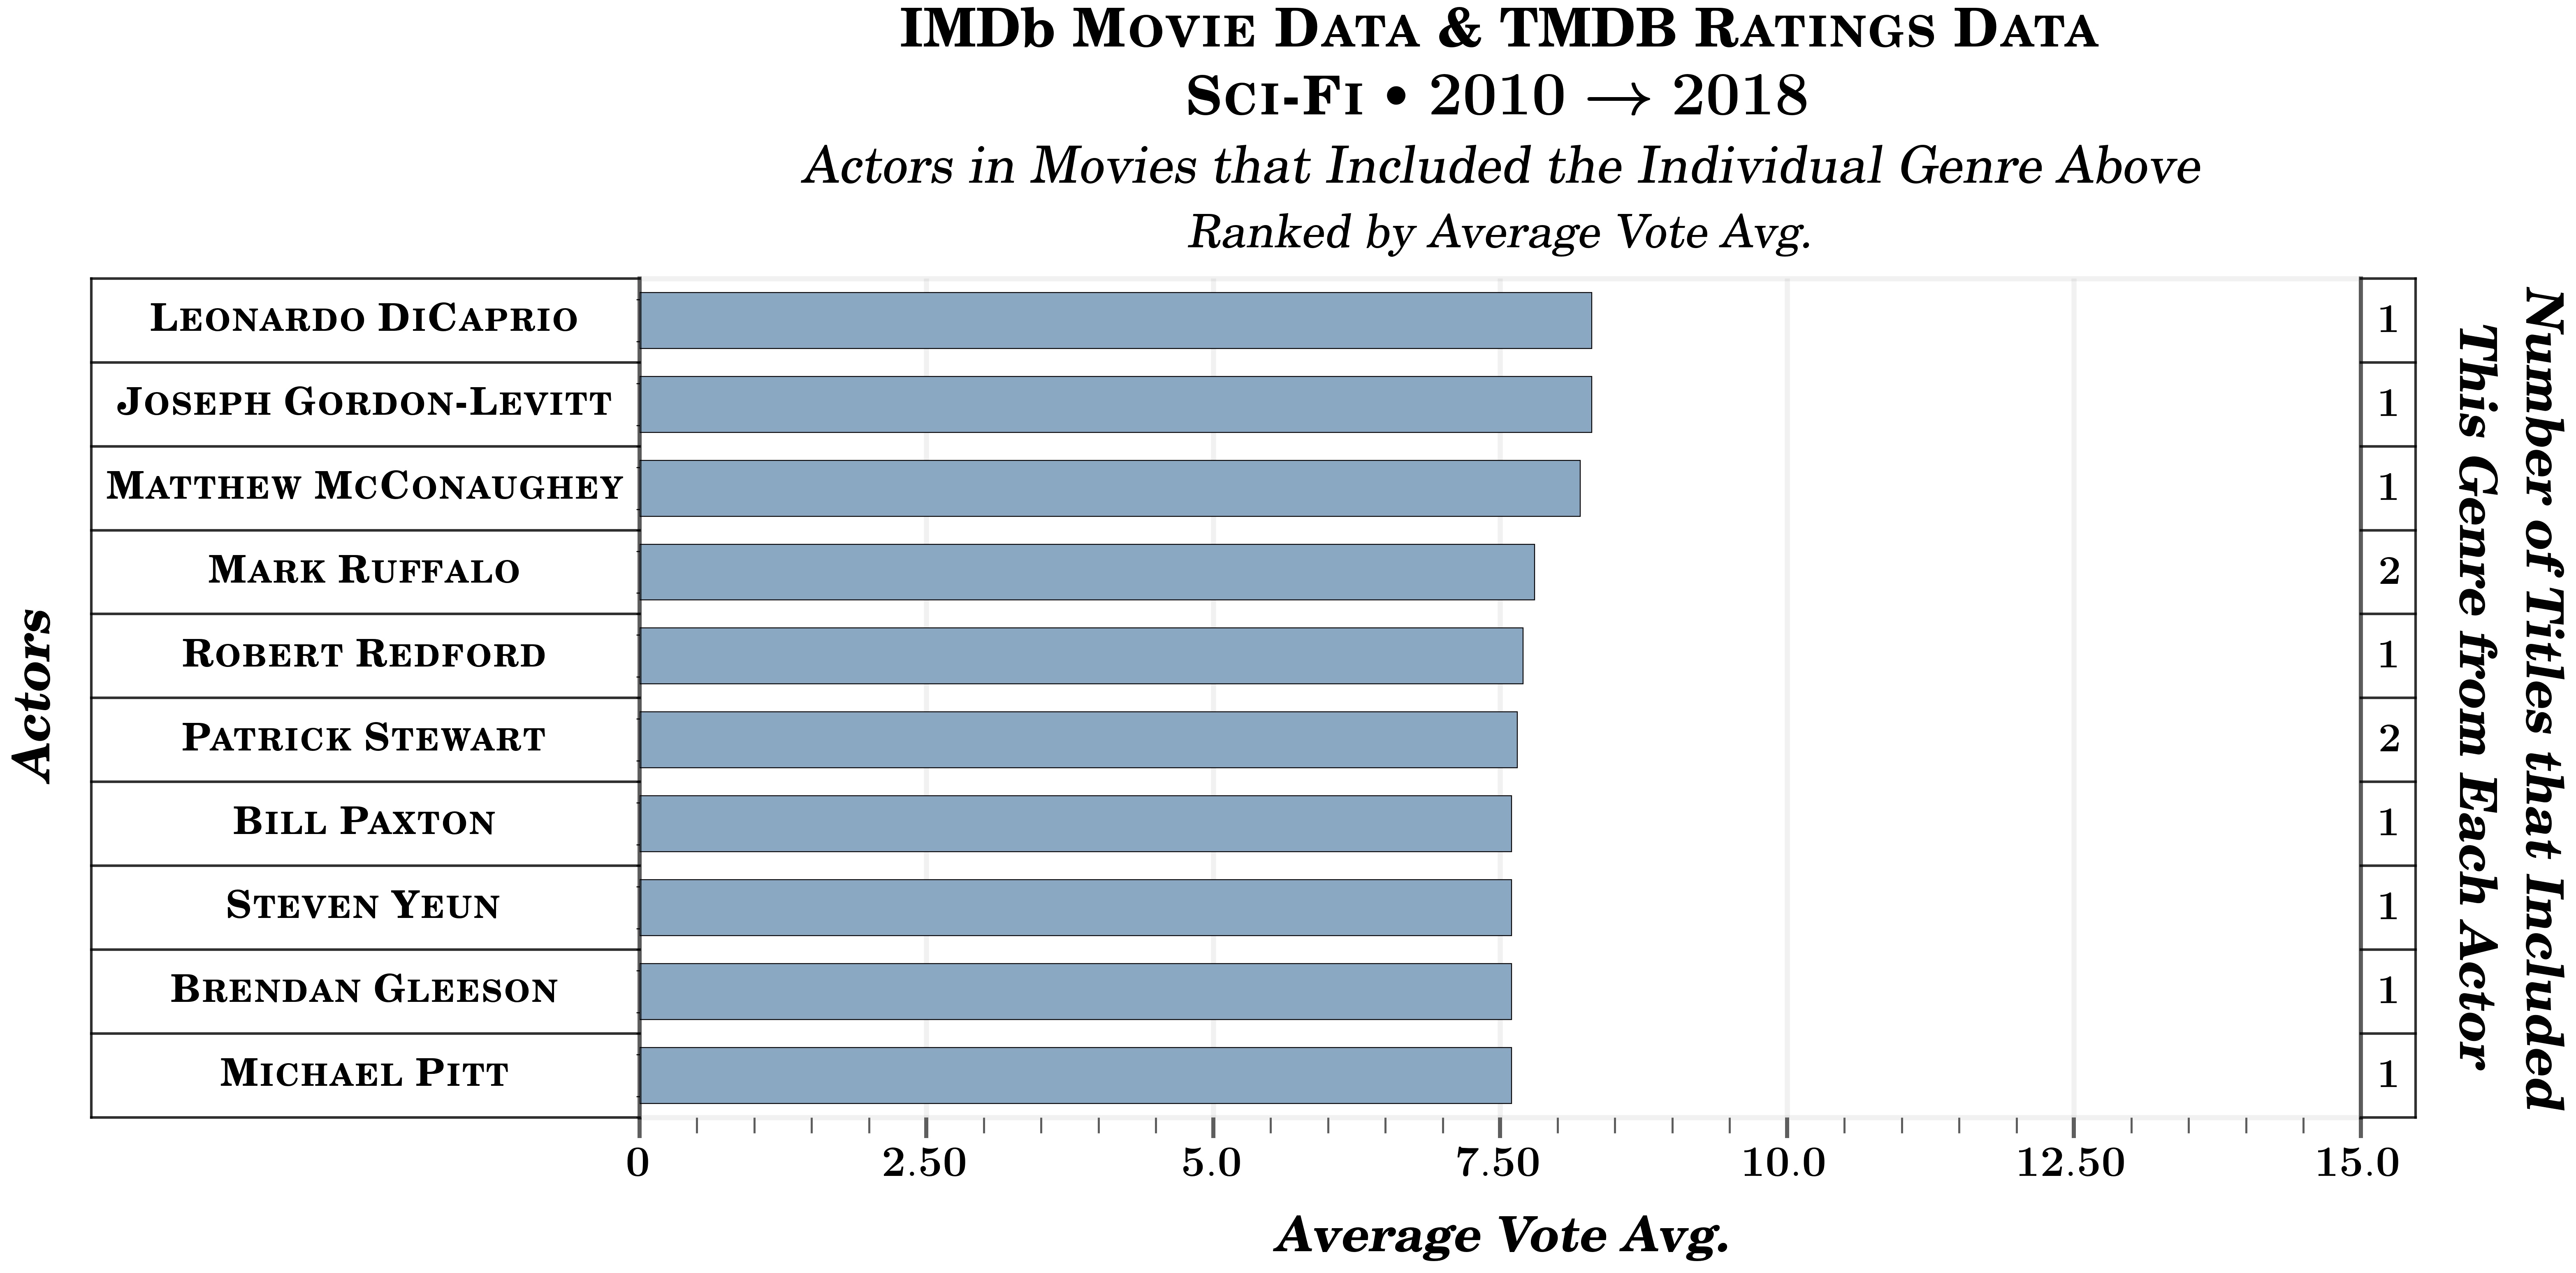 IMDb Movie Data & TMDB Ratings Data
Sci-Fi • 2010 → 2018
Actors in Movies that Included the Individual Genre Above
Ranked by Average Vote Avg.
Actors
Leonardo DiCaprio 1
Joseph Gordon-Levitt 1
Matthew McConaughey 1
Mark Ruffalo 2
Robert Redford 1
Patrick Stewart 2
Bill Paxton 1
Steven Yeun 1
Brendan Gleeson 1
Michael Pitt 1
0 2.50 5.0 7.50 10.0 12.50 15.0
Average Vote Avg.
Number of Titles that Included
This Genre from Each Actor